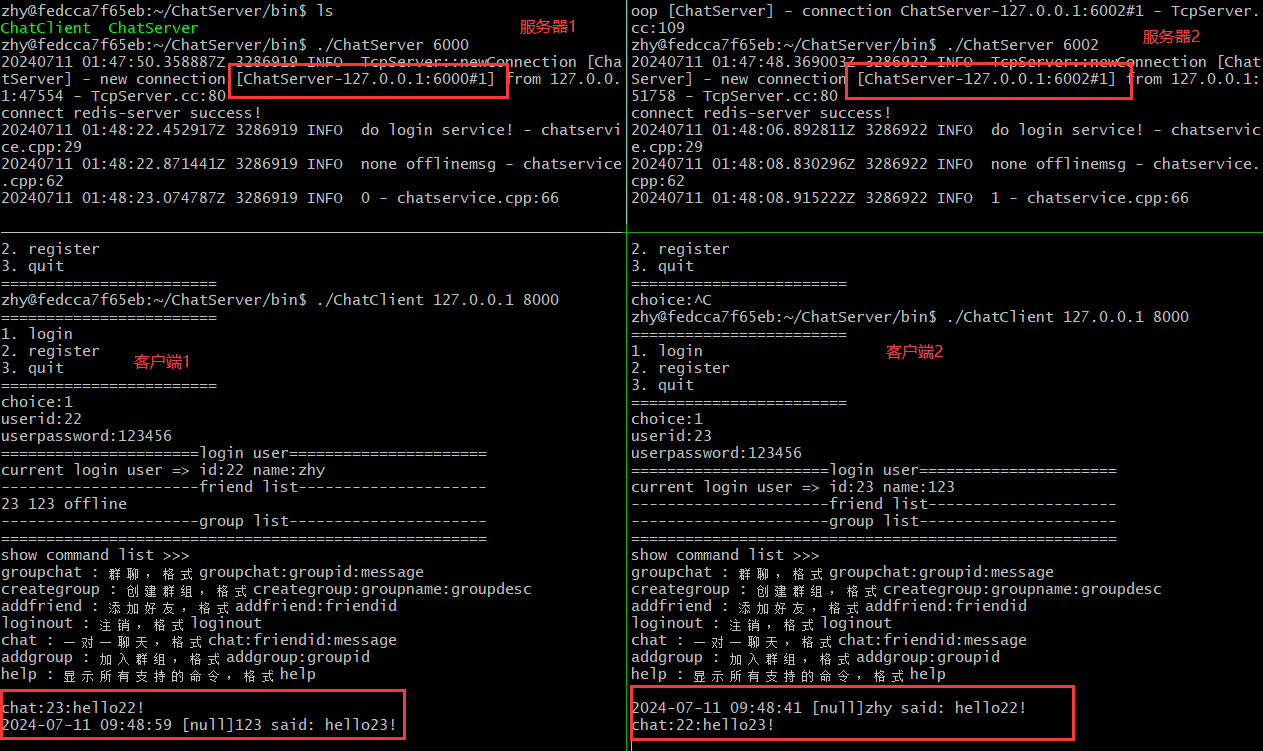 zhy@fedcca7f65eb:~/ChatServer/bin$ ls
ChatClient  ChatServer
服务器1
zhy@fedcca7f65eb:~/ChatServer/bin$ ./ChatServer 6000
20240711 01:47:50.358887Z 3286919 INFO  TcpServer::newConnection [Cha
tServer] - new connection [ChatServer-127.0.0.1:6000#1] from 127.0.0.
1:47554 - TcpServer.cc:80
connect redis-server success!
20240711 01:48:22.452917Z 3286919 INFO  do login service! - chatservi
ce.cpp:29
20240711 01:48:22.871441Z 3286919 INFO  none offlinemsg - chatservice
.cpp:62
20240711 01:48:23.074787Z 3286919 INFO  0 - chatservice.cpp:66
oop [ChatServer] - connection ChatServer-127.0.0.1:6002#1 - TcpServer.
cc:109
服务器2
zhy@fedcca7f65eb:~/ChatServer/bin$ ./ChatServer 6002
20240711 01:47:48.369003Z 3286922 INFO  TcpServer::newConnection [Chat
Server] - new connection [ChatServer-127.0.0.1:6002#1] from 127.0.0.1:
51758 - TcpServer.cc:80
connect redis-server success!
20240711 01:48:06.892811Z 3286922 INFO  do login service! - chatservic
e.cpp:29
20240711 01:48:08.830296Z 3286922 INFO  none offlinemsg - chatservice.
cpp:62
20240711 01:48:08.915222Z 3286922 INFO  1 - chatservice.cpp:66
2. register
3. quit
========================
zhy@fedcca7f65eb:~/ChatServer/bin$ ./ChatClient 127.0.0.1 8000
========================
1. login
2. register
3. quit
客户端1
========================
choice:1
userid:22
userpassword:123456
======================login user======================
current login user => id:22 name:zhy
----------------------friend list---------------------
23 123 offline
----------------------group list----------------------
======================================================
show command list >>>
groupchat : 群聊，格式groupchat:groupid:message
creategroup : 创建群组，格式creategroup:groupname:groupdesc
addfriend : 添加好友，格式addfriend:friendid
loginout : 注销，格式loginout
chat : 一对一聊天，格式chat:friendid:message
addgroup : 加入群组，格式addgroup:groupid
help : 显示所有支持的命令，格式help
chat:23:hello22!
2024-07-11 09:48:59 [null]123 said: hello23!
2. register
3. quit
========================
choice:^C
zhy@fedcca7f65eb:~/ChatServer/bin$ ./ChatClient 127.0.0.1 8000
========================
1. login
客户端2
2. register
3. quit
========================
choice:1
userid:23
userpassword:123456
======================login user======================
current login user => id:23 name:123
----------------------friend list---------------------
----------------------group list----------------------
======================================================
show command list >>>
groupchat : 群聊，格式groupchat:groupid:message
creategroup : 创建群组，格式creategroup:groupname:groupdesc
addfriend : 添加好友，格式addfriend:friendid
loginout : 注销，格式loginout
chat : 一对一聊天，格式chat:friendid:message
addgroup : 加入群组，格式addgroup:groupid
help : 显示所有支持的命令，格式help
2024-07-11 09:48:41 [null]zhy said: hello22!
chat:22:hello23!